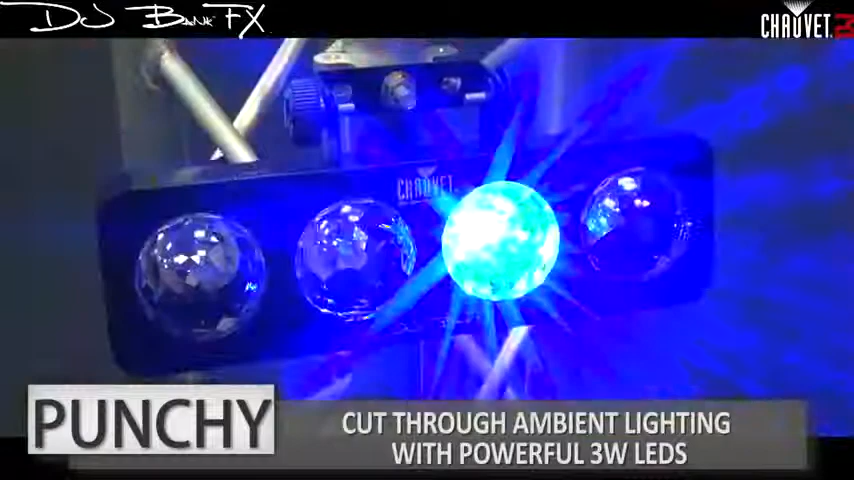 DJ Bank FX
CHAUVET DJ
CHAUVET
PUNCHY
CUT THROUGH AMBIENT LIGHTING
WITH POWERFUL 3W LEDS